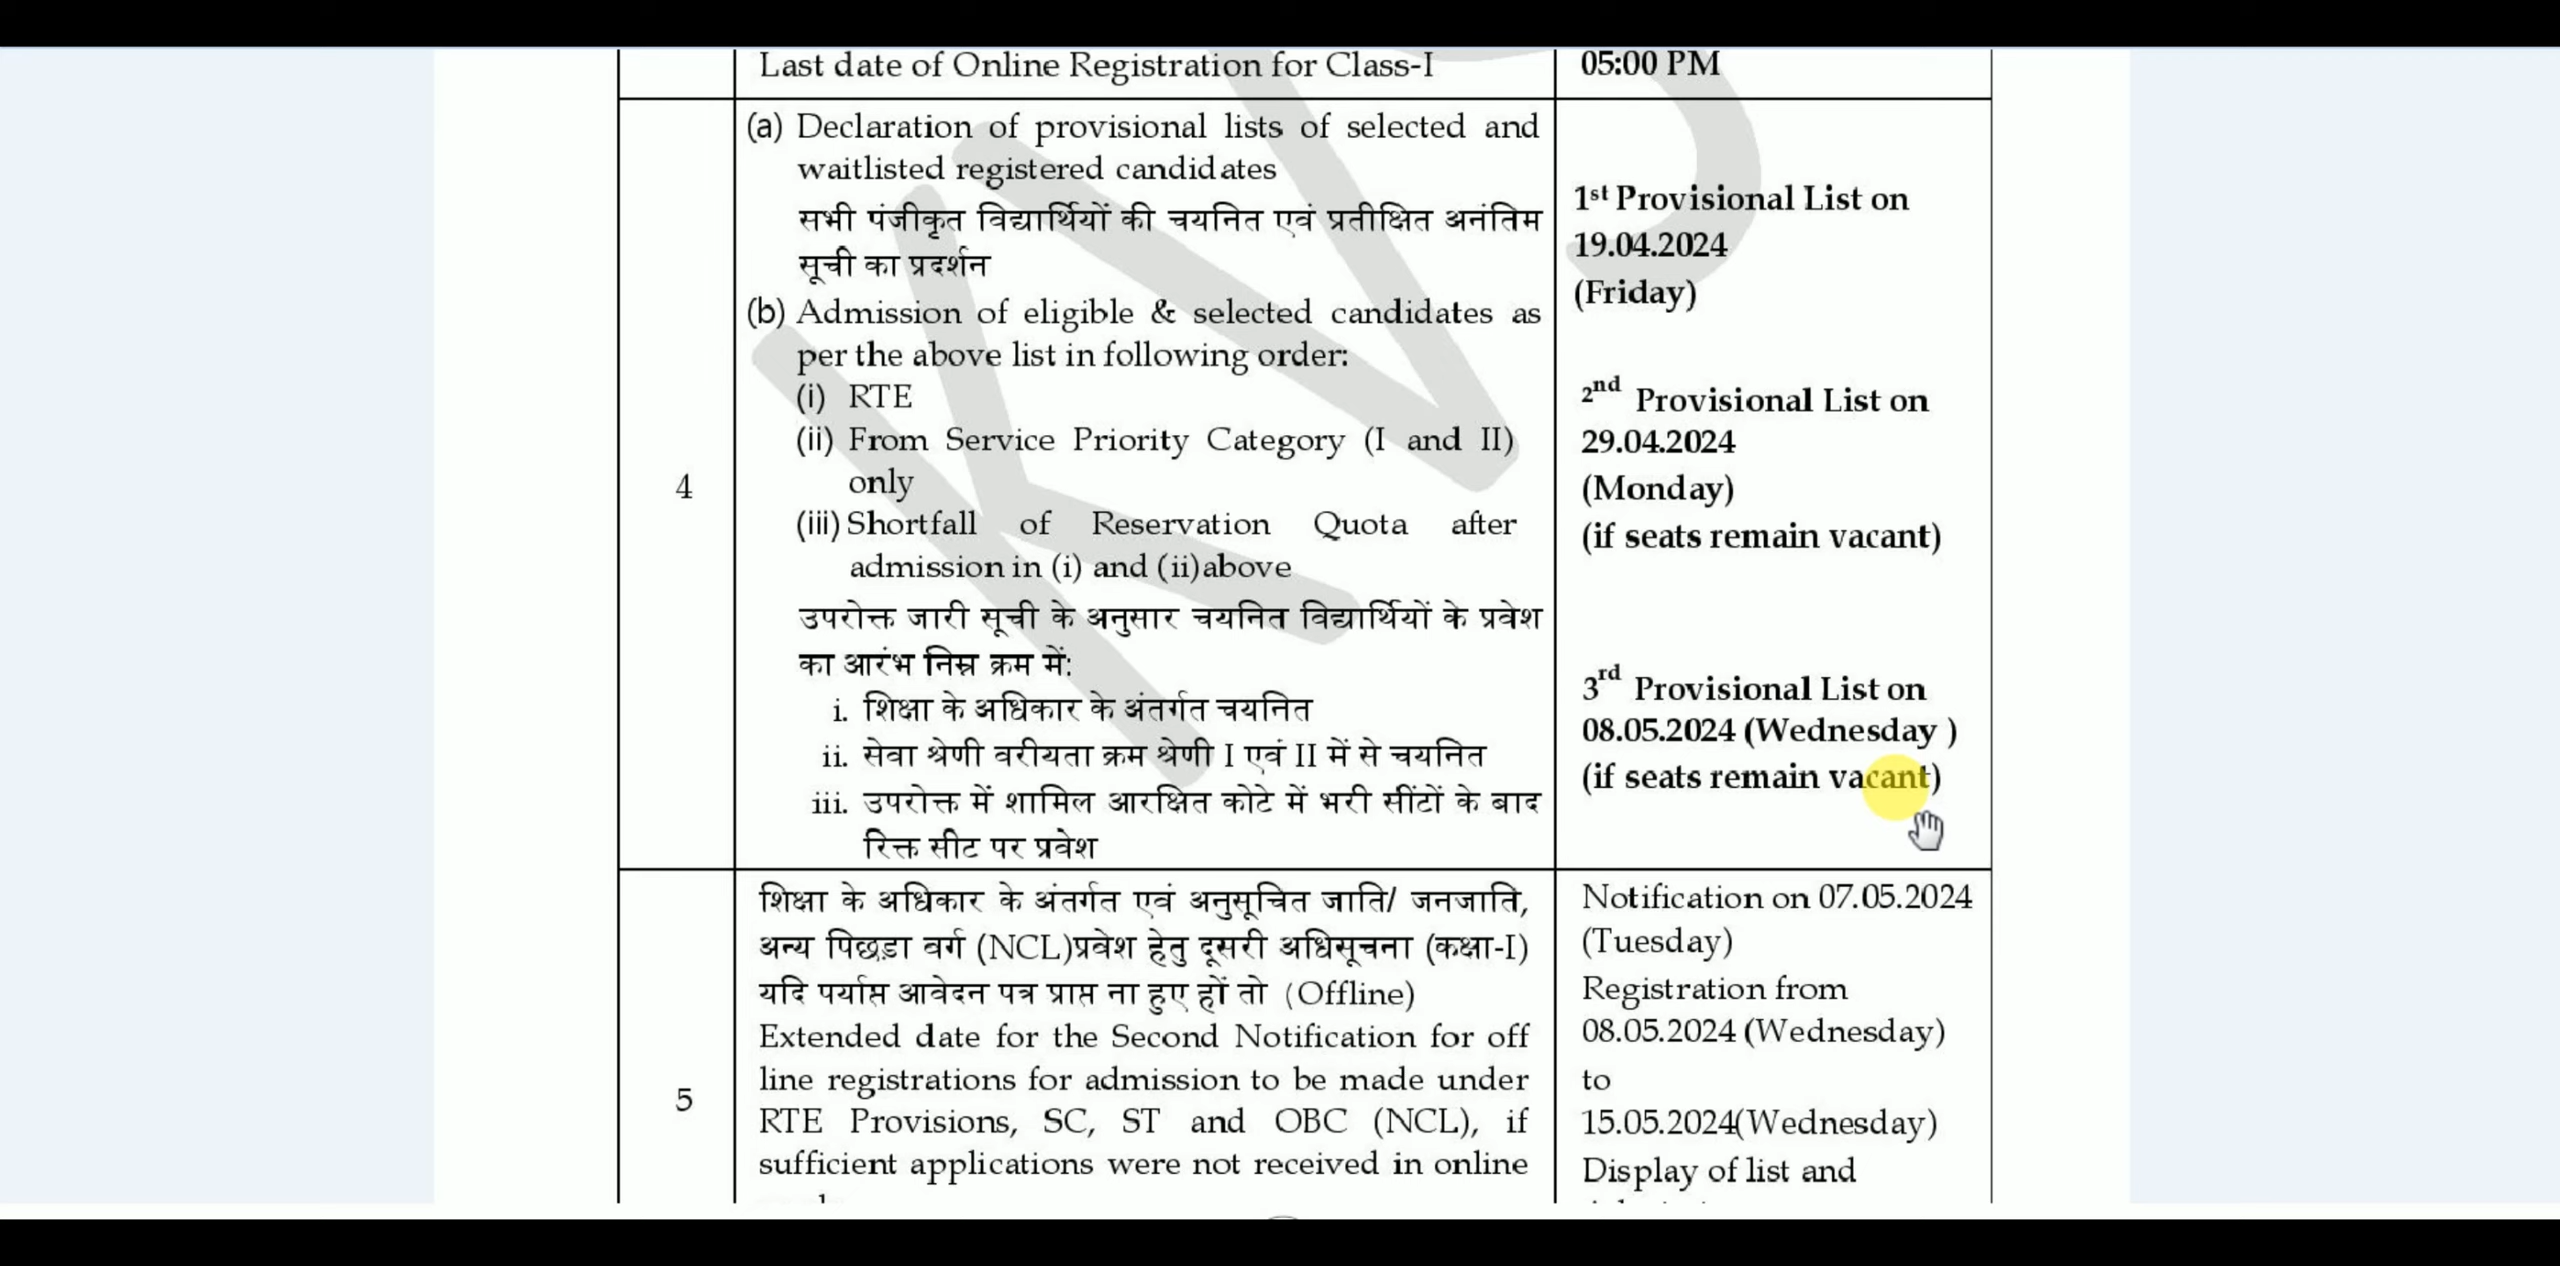 Last date of Online Registration for Class-I
05:00 PM
4
(a) Declaration of provisional lists of selected and
waitlisted registered candidates
सभी पंजीकृत विद्यार्थियों की चयनित एवं प्रतीक्षित अनंतिम
सूची का प्रदर्शन
(b) Admission of eligible & selected candidates as
per the above list in following order:
(i) RTE
(ii) From Service Priority Category (I and II)
only
(iii) Shortfall of Reservation Quota after
admission in (i) and (ii)above
उपरोक्त जारी सूची के अनुसार चयनित विद्यार्थियों के प्रवेश
का आरंभ निम्न क्रम में:
i. शिक्षा के अधिकार के अंतर्गत चयनित
ii. सेवा श्रेणी वरीयता क्रम श्रेणी I एवं II में से चयनित
iii. उपरोक्त में शामिल आरक्षित कोटे में भरी सींटों के बाद
रिक्त सीट पर प्रवेश
1st Provisional List on
19.04.2024
(Friday)
2nd Provisional List on
29.04.2024
(Monday)
(if seats remain vacant)
3rd Provisional List on
08.05.2024 (Wednesday )
(if seats remain vacant)
5
शिक्षा के अधिकार के अंतर्गत एवं अनुसूचित जाति/ जनजाति,
अन्य पिछड़ा वर्ग (NCL)प्रवेश हेतु दूसरी अधिसूचना (कक्षा-I)
यदि पर्याप्त आवेदन पत्र प्राप्त ना हुए हों तो (Offline)
Extended date for the Second Notification for off
line registrations for admission to be made under
RTE Provisions, SC, ST and OBC (NCL), if
sufficient applications were not received in online
Notification on 07.05.2024
(Tuesday)
Registration from
08.05.2024 (Wednesday)
to
15.05.2024(Wednesday)
Display of list and
KVS